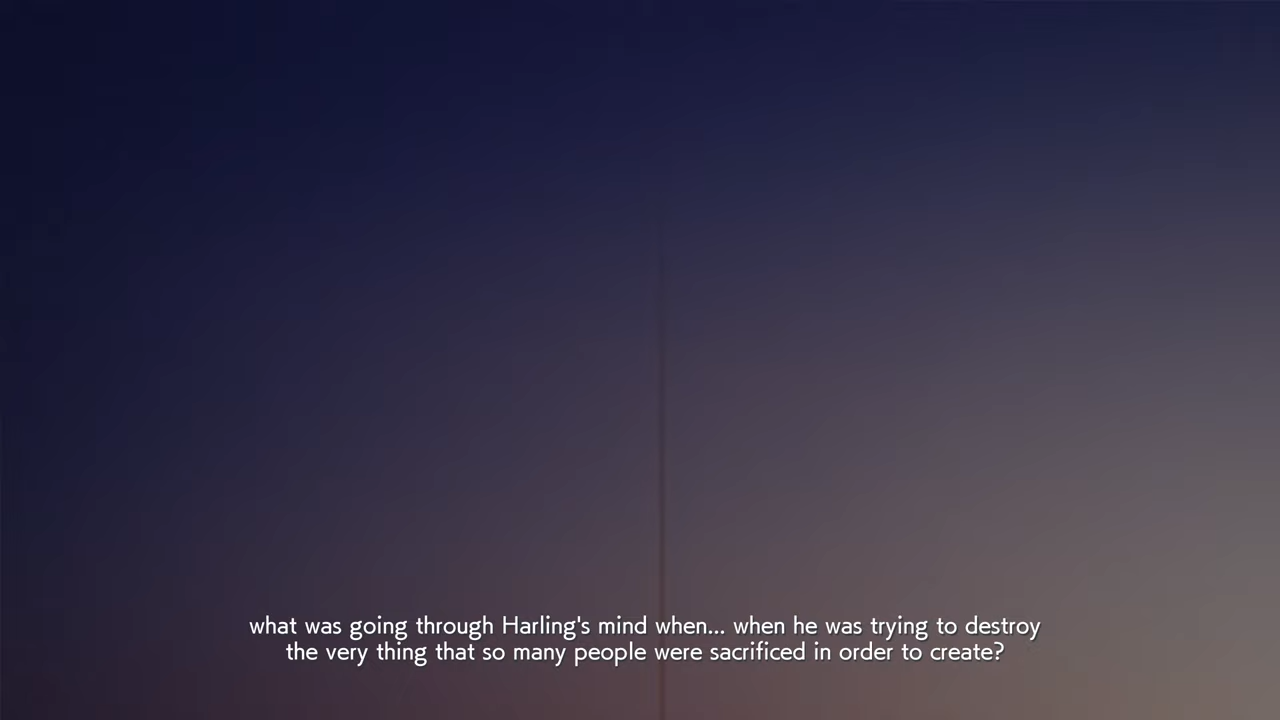 what was going through Harling's mind when... when he was trying to destroy
the very thing that so many people were sacrificed in order to create?